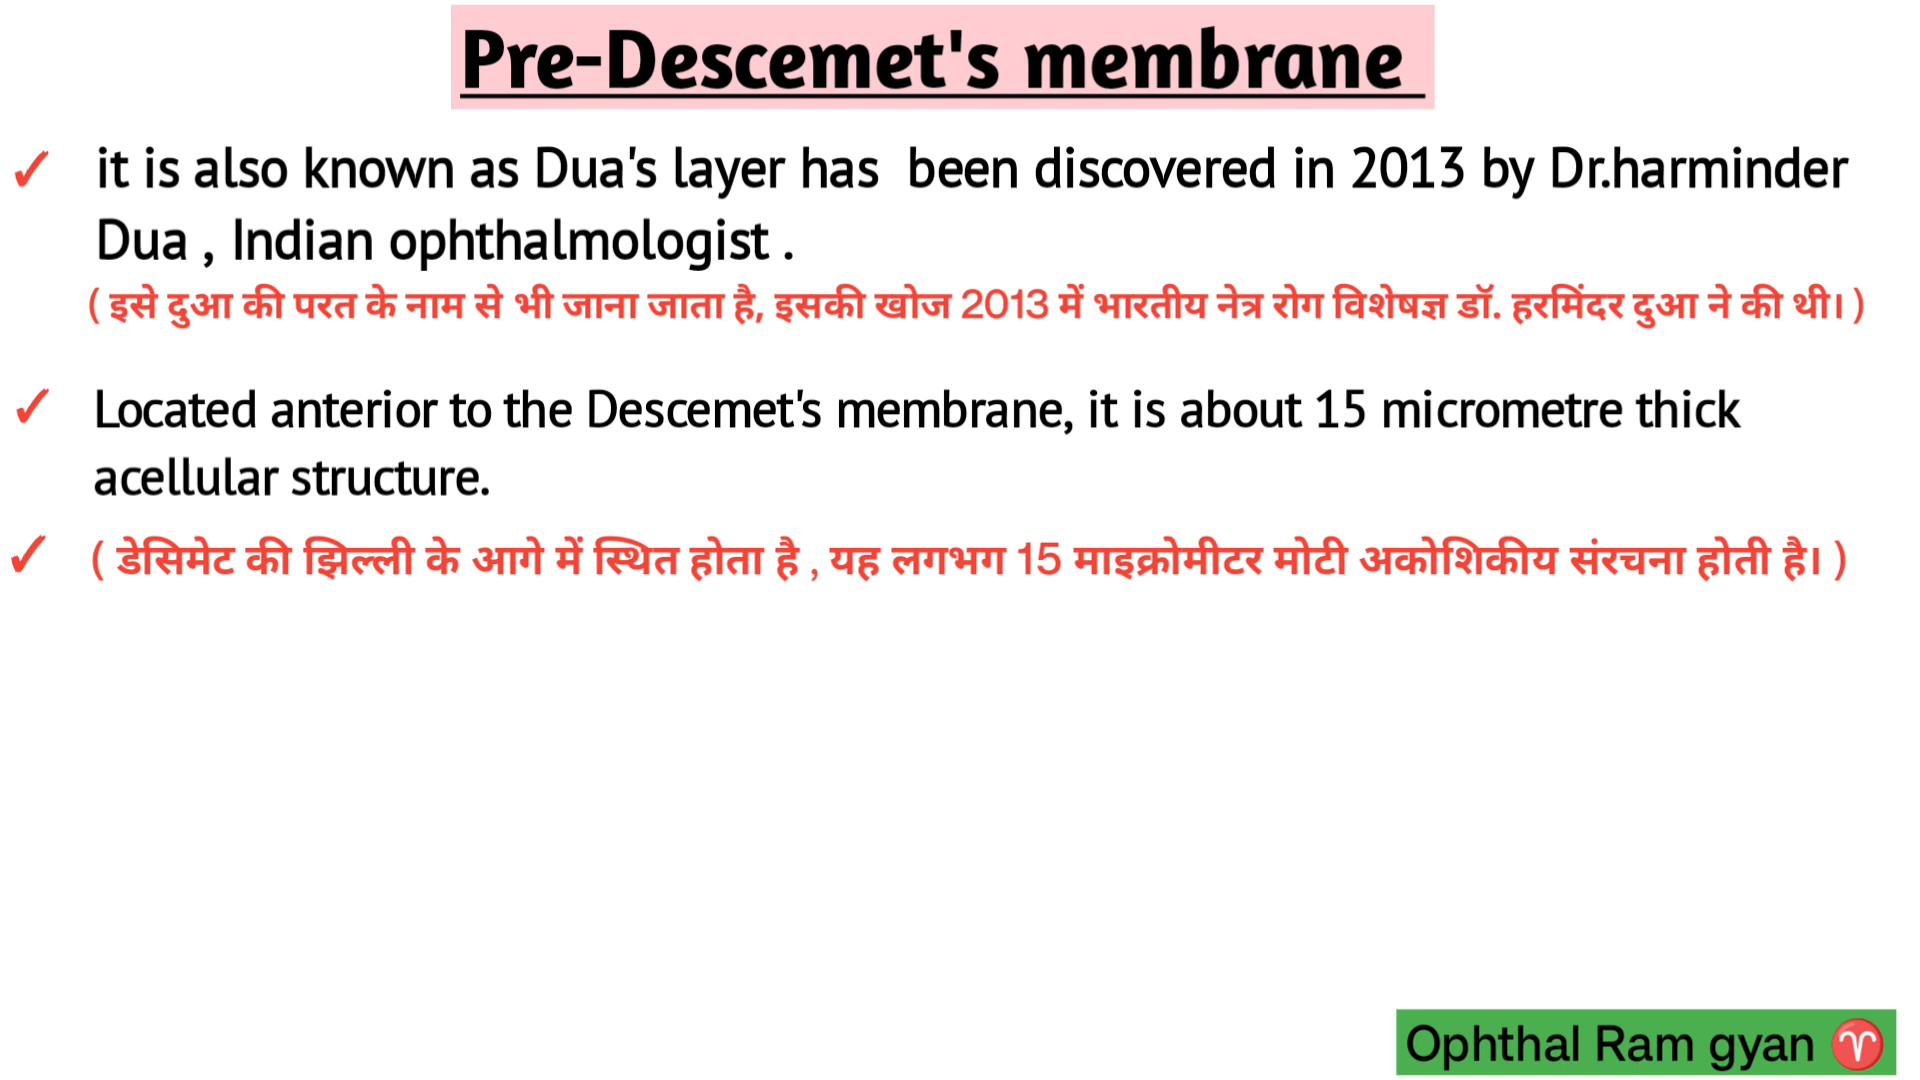 Pre-Descemet's membrane
✓ it is also known as Dua's layer has been discovered in 2013 by Dr.harminder
Dua , Indian ophthalmologist .
( इसे दुआ की परत के नाम से भी जाना जाता है, इसकी खोज 2013 में भारतीय नेत्र रोग विशेषज्ञ डॉ. हरमिंदर दुआ ने की थी। )
✓ Located anterior to the Descemet's membrane, it is about 15 micrometre thick
acellular structure.
✓ ( डेसिमेट की झिल्ली के आगे में स्थित होता है , यह लगभग 15 माइक्रोमीटर मोटी अकोशिकीय संरचना होती है। )
Ophthal Ram gyan ♈